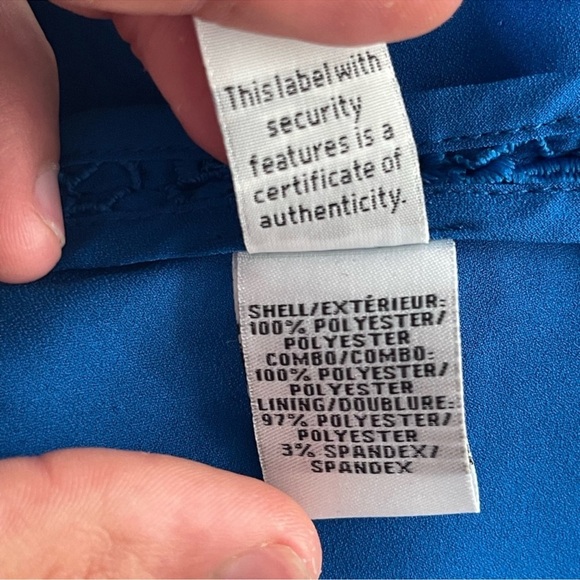 This label with
security
features is a
certificate of
authenticity.
SHELL/EXTÉRIEUR:
100% POLYESTER/
POLYESTER
COMBO/COMBO:
100% POLYESTER/
POLYESTER
LINING/DOUBLURE:
97% POLYESTER/
POLYESTER
3% SPANDEX/
SPANDEX